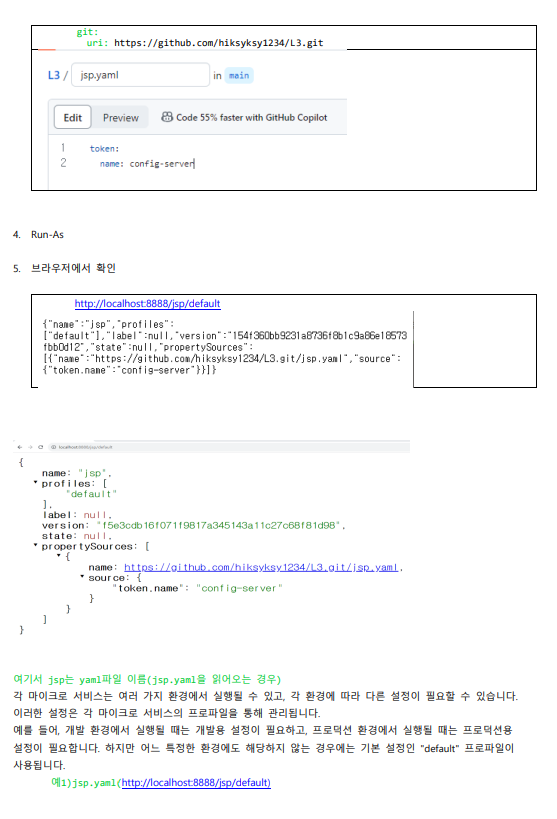 git:
uri: https://github.com/hiksyksy1234/L3.git
L3 / jsp.yaml in main
Edit Preview Code 55% faster with GitHub Copilot
1 token:
2 name: config-server
4. Run-As
5. 브라우저에서 확인
http://localhost:8888/jsp/default
{"name":"jsp","profiles":
["default"],"label":null,"version":"154f360bb9231a8736f8b1c9a86e18573
fbb0d12","state":null,"propertySources":
[{"name":"https://github.com/hiksyksy1234/L3.git/jsp.yaml","source":
{"token.name":"config-server"}}]}
localhost:8888/jsp/default
{
name: "jsp",
▼ profiles: [
"default"
],
label: null,
version: "f5e3cdb16f071f9817a345143a11c27c68f81d98",
state: null,
▼ propertySources: [
▼ {
name: https://github.com/hiksyksy1234/L3.git/jsp.yaml,
▼ source: {
"token.name": "config-server"
}
}
]
}
여기서 jsp는 yaml파일 이름(jsp.yaml을 읽어오는 경우)
각 마이크로 서비스는 여러 가지 환경에서 실행될 수 있고, 각 환경에 따라 다른 설정이 필요할 수 있습니다.
이러한 설정은 각 마이크로 서비스의 프로파일을 통해 관리됩니다.
예를 들어, 개발 환경에서 실행될 때는 개발용 설정이 필요하고, 프로덕션 환경에서 실행될 때는 프로덕션용
설정이 필요합니다. 하지만 어느 특정한 환경에도 해당하지 않는 경우에는 기본 설정인 "default" 프로파일이
사용됩니다.
예1)jsp.yaml(http://localhost:8888/jsp/default)